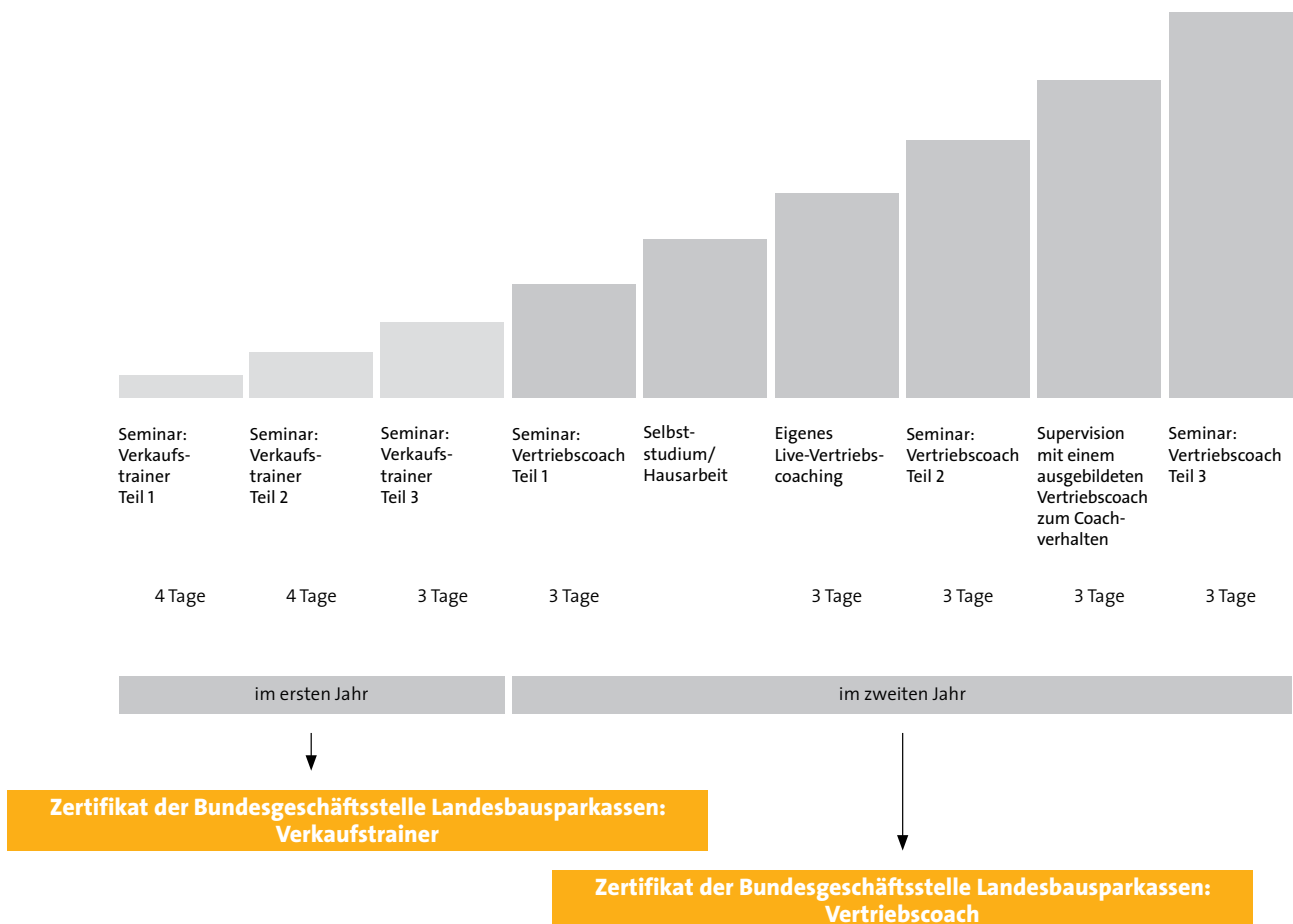 Seminar:
Verkaufs-
trainer
Teil 1
Seminar:
Verkaufs-
trainer
Teil 2
Seminar:
Verkaufs-
trainer
Teil 3
Seminar:
Vertriebscoach
Teil 1
Selbst-
studium/
Hausarbeit
Eigenes
Live-Vertriebs-
coaching
Seminar:
Vertriebscoach
Teil 2
Supervision
mit einem
ausgebildeten
Vertriebscoach
zum Coach-
verhalten
Seminar:
Vertriebscoach
Teil 3
4 Tage
4 Tage
3 Tage
3 Tage
3 Tage
3 Tage
3 Tage
3 Tage
im ersten Jahr
im zweiten Jahr
Zertifikat der Bundesgeschäftsstelle Landesbausparkassen:
Verkaufstrainer
Zertifikat der Bundesgeschäftsstelle Landesbausparkassen:
Vertriebscoach